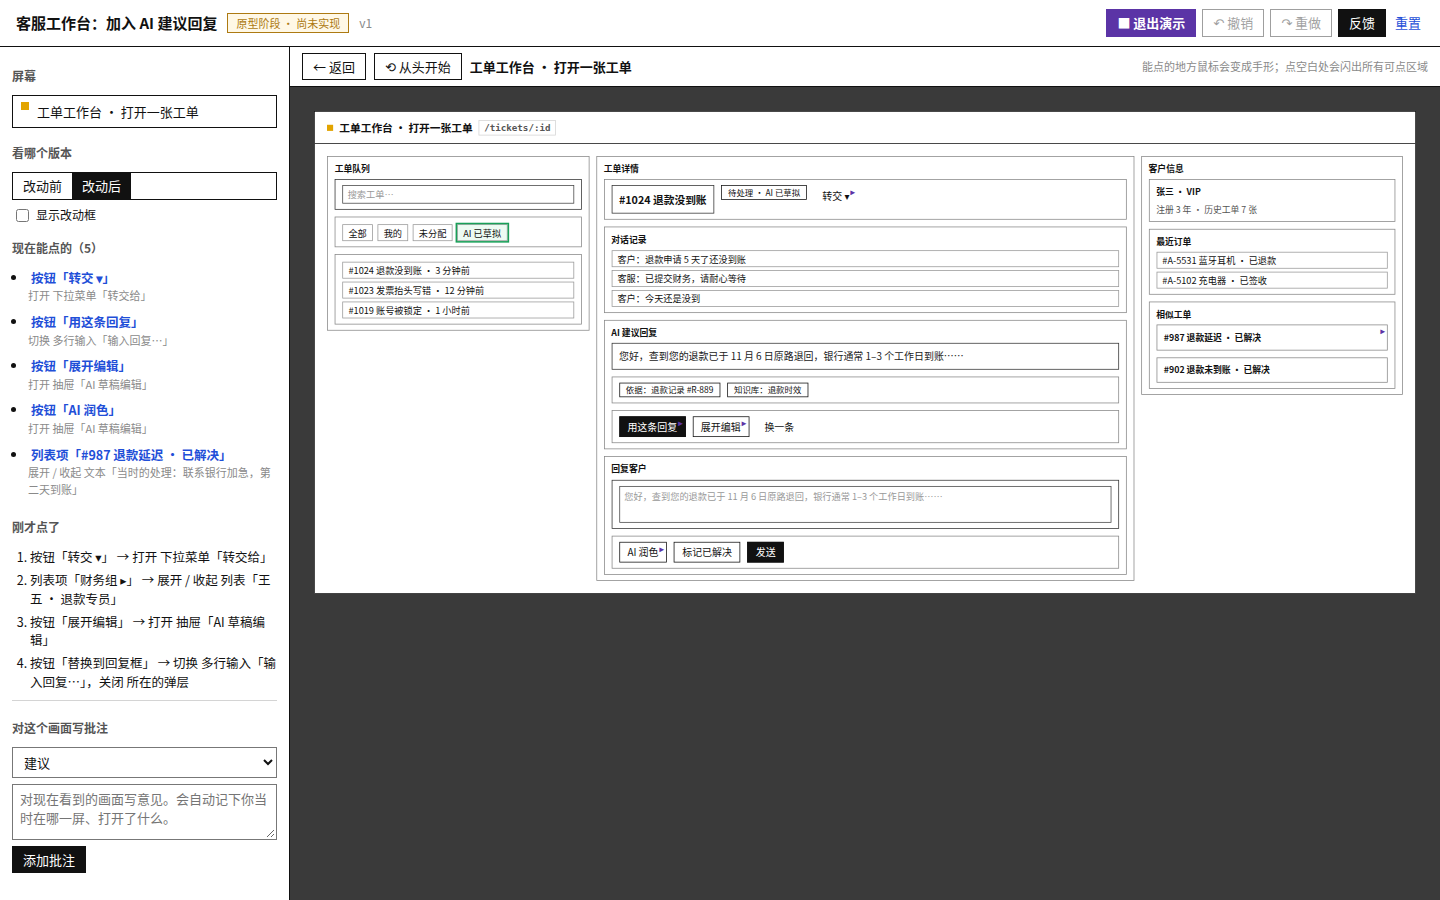 客服工作台：加入 AI 建议回复
原型阶段 · 尚未实现
v1
■ 退出演示
↶ 撤销
↷ 重做
反馈
重置
屏幕
工单工作台 · 打开一张工单
看哪个版本
改动前
改动后
显示改动框
现在能点的（5）
按钮「转交 ▾」
打开 下拉菜单「转交给」
按钮「用这条回复」
切换 多行输入「输入回复…」
按钮「展开编辑」
打开 抽屉「AI 草稿编辑」
按钮「AI 润色」
打开 抽屉「AI 草稿编辑」
列表项「#987 退款延迟 · 已解决」
展开 / 收起 文本「当时的处理：联系银行加急，第
二天到账」
刚才点了
1. 按钮「转交 ▾」 → 打开 下拉菜单「转交给」
2. 列表项「财务组 ▸」 → 展开 / 收起 列表「王
五 · 退款专员」
3. 按钮「展开编辑」 → 打开 抽屉「AI 草稿编
辑」
4. 按钮「替换到回复框」 → 切换 多行输入「输
入回复…」，关闭 所在的弹层
对这个画面写批注
建议
对现在看到的画面写意见。会自动记下你当
时在哪一屏、打开了什么。
添加批注
← 返回
⟲ 从头开始
工单工作台 · 打开一张工单
能点的地方鼠标会变成手形；点空白处会闪出所有可点区域
工单工作台 · 打开一张工单
/tickets/:id
工单队列
搜索工单…
全部
我的
未分配
AI 已草拟
#1024 退款没到账 · 3 分钟前
#1023 发票抬头写错 · 12 分钟前
#1019 账号被锁定 · 1 小时前
工单详情
#1024 退款没到账
待处理 · AI 已草拟
转交 ▾
对话记录
客户：退款申请 5 天了还没到账
客服：已提交财务，请耐心等待
客户：今天还是没到
AI 建议回复
您好，查到您的退款已于 11 月 6 日原路退回，银行通常 1–3 个工作日到账……
依据：退款记录 #R-889
知识库：退款时效
用这条回复
展开编辑
换一条
回复客户
您好，查到您的退款已于 11 月 6 日原路退回，银行通常 1–3 个工作日到账……
AI 润色
标记已解决
发送
客户信息
张三 · VIP
注册 3 年 · 历史工单 7 张
最近订单
#A-5531 蓝牙耳机 · 已退款
#A-5102 充电器 · 已签收
相似工单
#987 退款延迟 · 已解决
#902 退款未到账 · 已解决